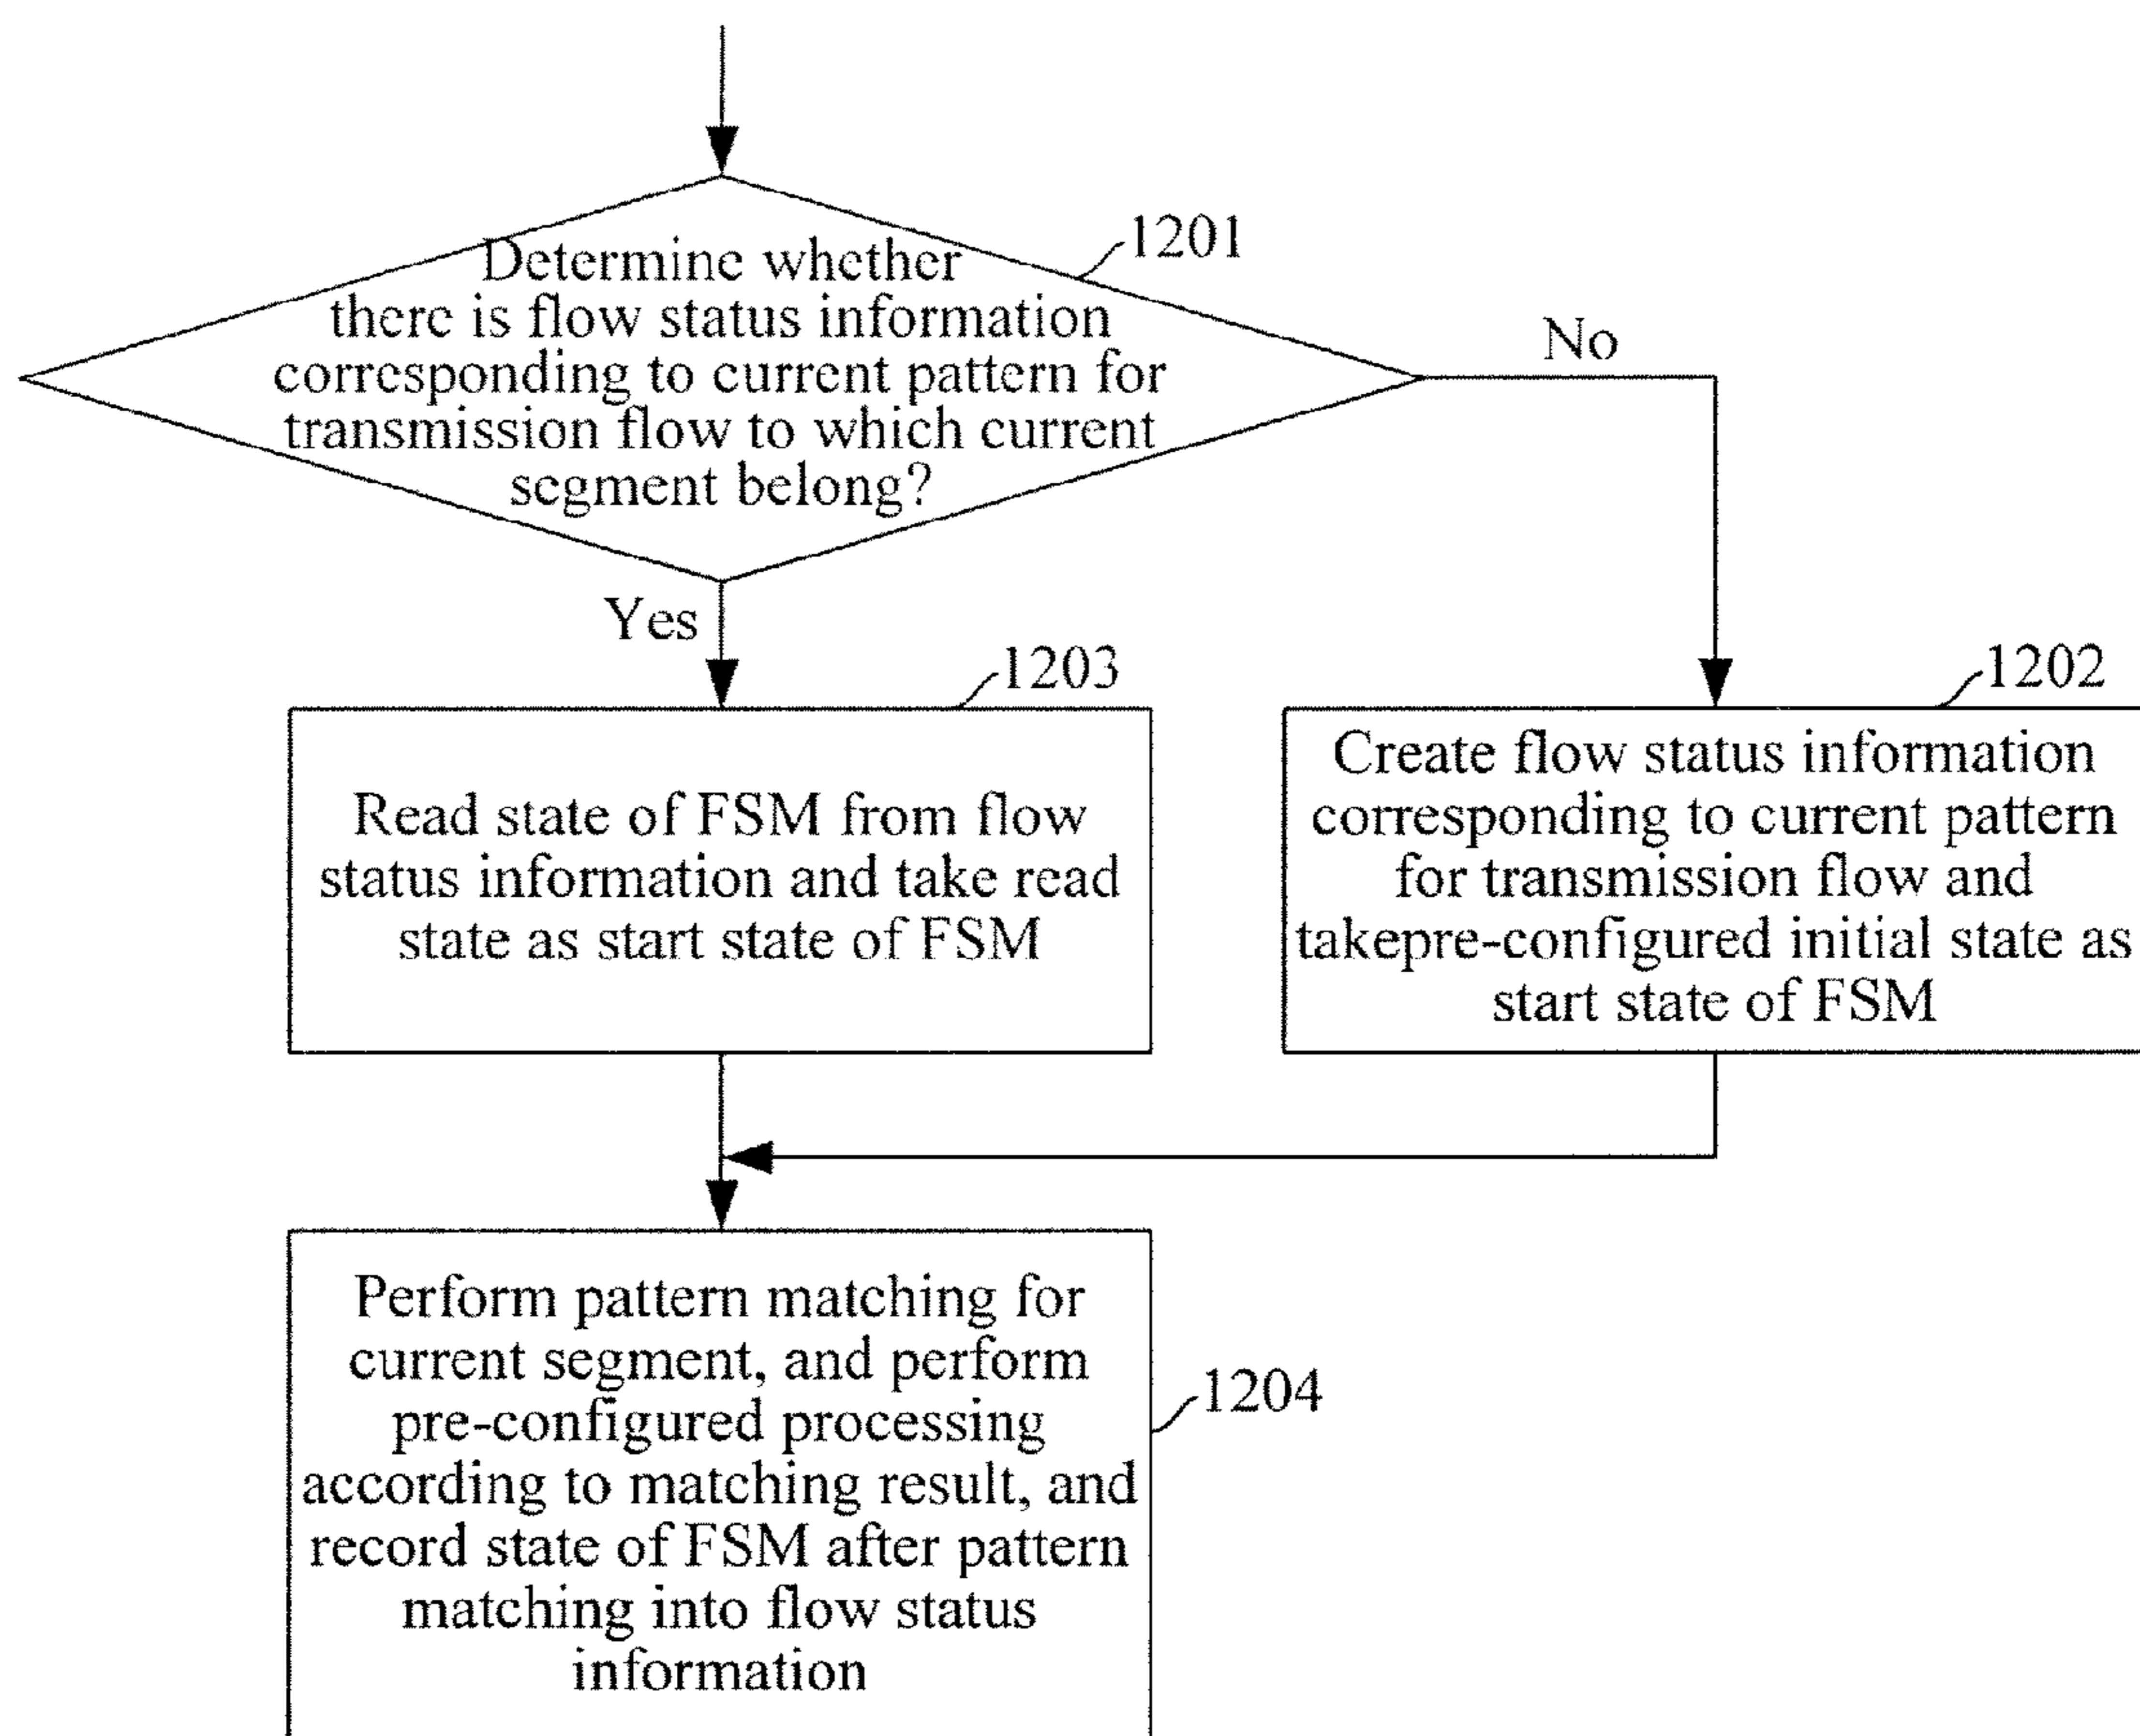 1201
Determine whether
there is flow status information
corresponding to current pattern for
transmission flow to which current
segment belong?
No
Yes
1203
1202
Read state of FSM from flow
status information and take read
state as start state of FSM
Create flow status information
corresponding to current pattern
for transmission flow and
takepre-configured initial state as
start state of FSM
Perform pattern matching for
current segment, and perform
pre-configured processing
according to matching result, and
record state of FSM after pattern
matching into flow status
information
1204